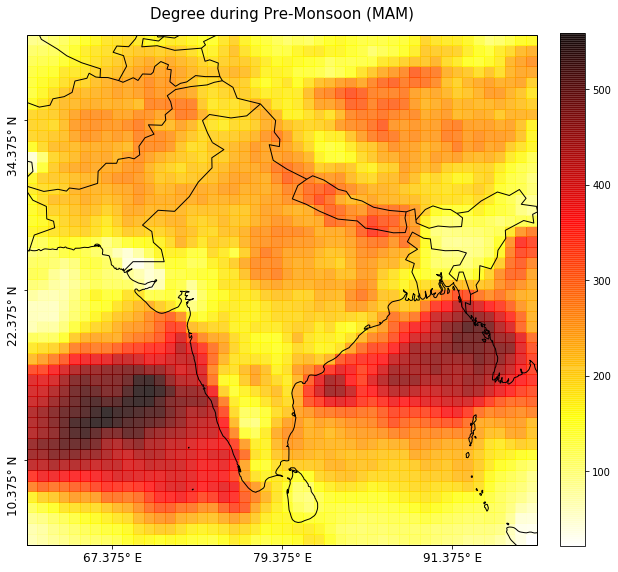 Degree during Pre-Monsoon (MAM)
34.375° N
22.375° N
10.375° N
67.375° E
79.375° E
91.375° E
500
400
300
200
100